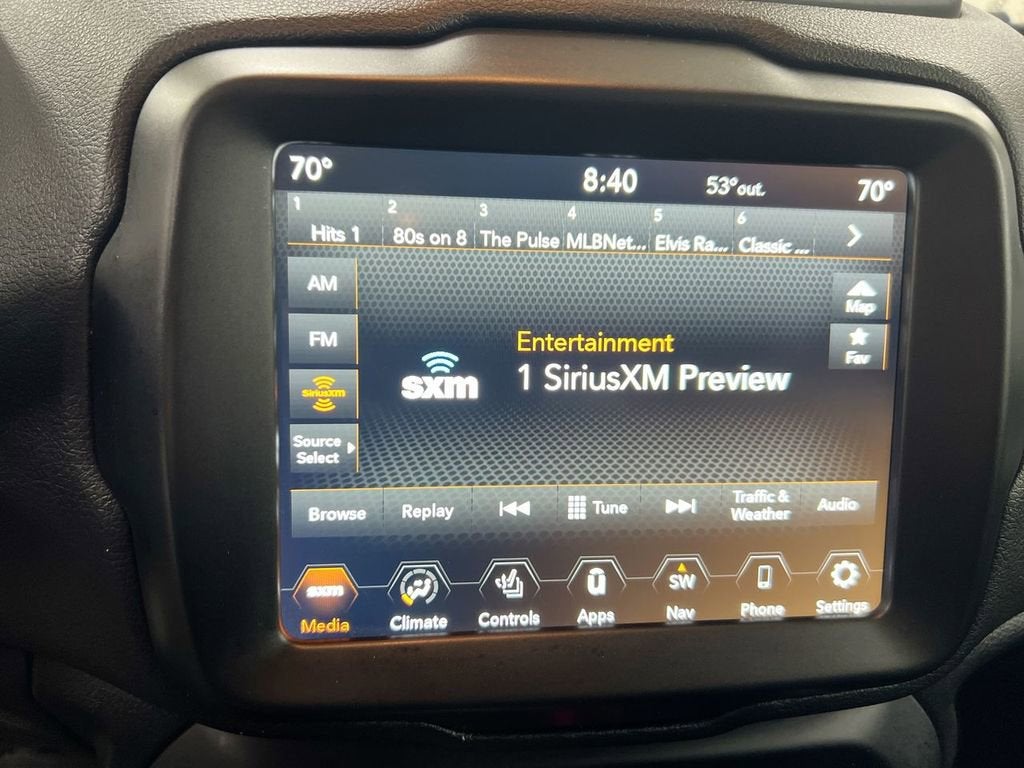 70° 8:40 53° out. 70°
1 2 3 4 5 6
Hits 1 80s on 8 The Pulse MLBNet... Elvis Ra... Classic ...
AM
FM
SiriusXM
Source
Select
Map
Fav
sxm
Entertainment
1 SiriusXM Preview
Browse Replay Tune Traffic & Weather Audio
sxm SW
Media Climate Controls Apps Nav Phone Settings